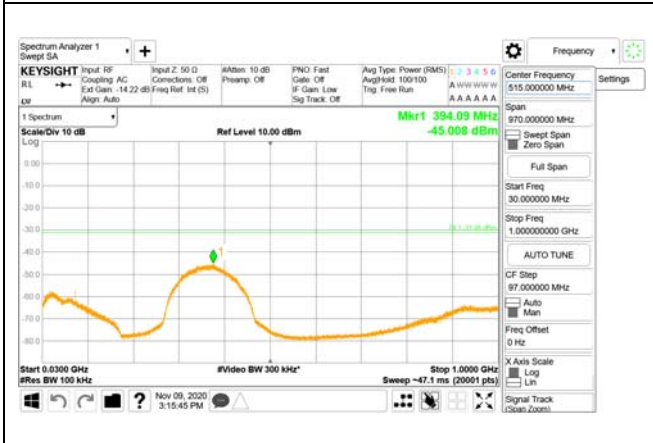 Spectrum Analyzer 1
Swept SA
+
Frequency
KEYSIGHT
Input: RF
Coupling: AC
Ext Gain: -14.22 dB
Align: Auto
Input Z: 50 Ω
Corrections: Off
Freq Ref: Int (S)
#Atten: 10 dB
Preamp: Off
PNO: Fast
Gate: Off
IF Gain: Low
Sig Track: Off
Avg Type: Power (RMS)
Avg|Hold: 100/100
Trig: Free Run
1 2 3 4 5 6
A W W W W W
A A A A A A
RL
1 Spectrum
Scale/Div 10 dB
Log
Ref Level 10.00 dBm
Mkr1 394.09 MHz
-45.008 dBm
0.00
-10.0
-20.0
-30.0
-40.0
-50.0
-60.0
-70.0
-80.0
1
Start 0.0300 GHz
#Res BW 100 kHz
#Video BW 300 kHz*
Stop 1.0000 GHz
Sweep ~47.1 ms (20001 pts)
?
Nov 09, 2020
3:15:45 PM
Center Frequency
515.000000 MHz
Settings
Span
970.000000 MHz
Swept Span
Zero Span
Full Span
Start Freq
30.000000 MHz
Stop Freq
1.000000000 GHz
AUTO TUNE
CF Step
97.000000 MHz
Auto
Man
Freq Offset
0 Hz
X Axis Scale
Log
Lin
Signal Track
(Span Zoom)